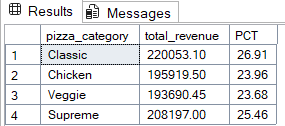 Results Messages
pizza_category total_revenue PCT
1 Classic 220053.10 26.91
2 Chicken 195919.50 23.96
3 Veggie 193690.45 23.68
4 Supreme 208197.00 25.46